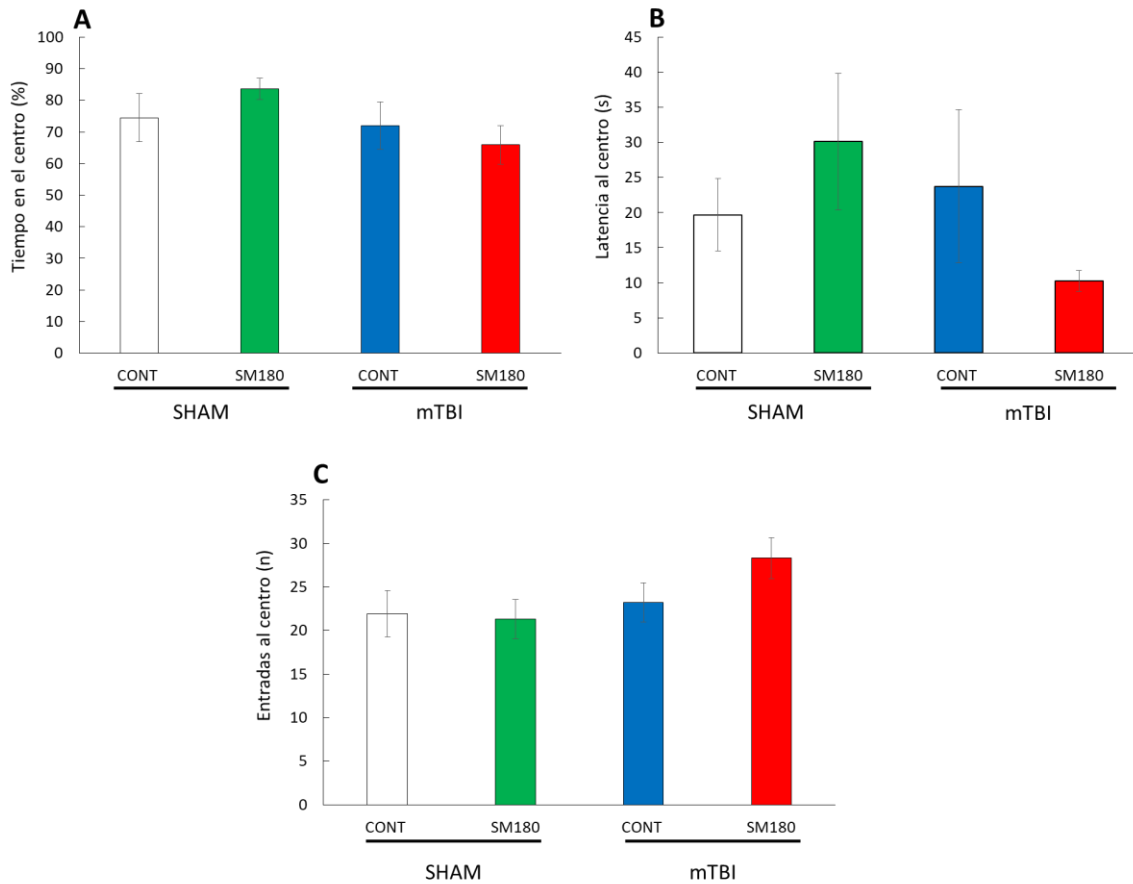 A
Tiempo en el centro (%)
100
90
80
70
60
50
40
30
20
10
0
CONT SM180 CONT SM180
SHAM mTBI
B
Latencia al centro (s)
45
40
35
30
25
20
15
10
5
0
CONT SM180 CONT SM180
SHAM mTBI
C
Entradas al centro (n)
35
30
25
20
15
10
5
0
CONT SM180 CONT SM180
SHAM mTBI